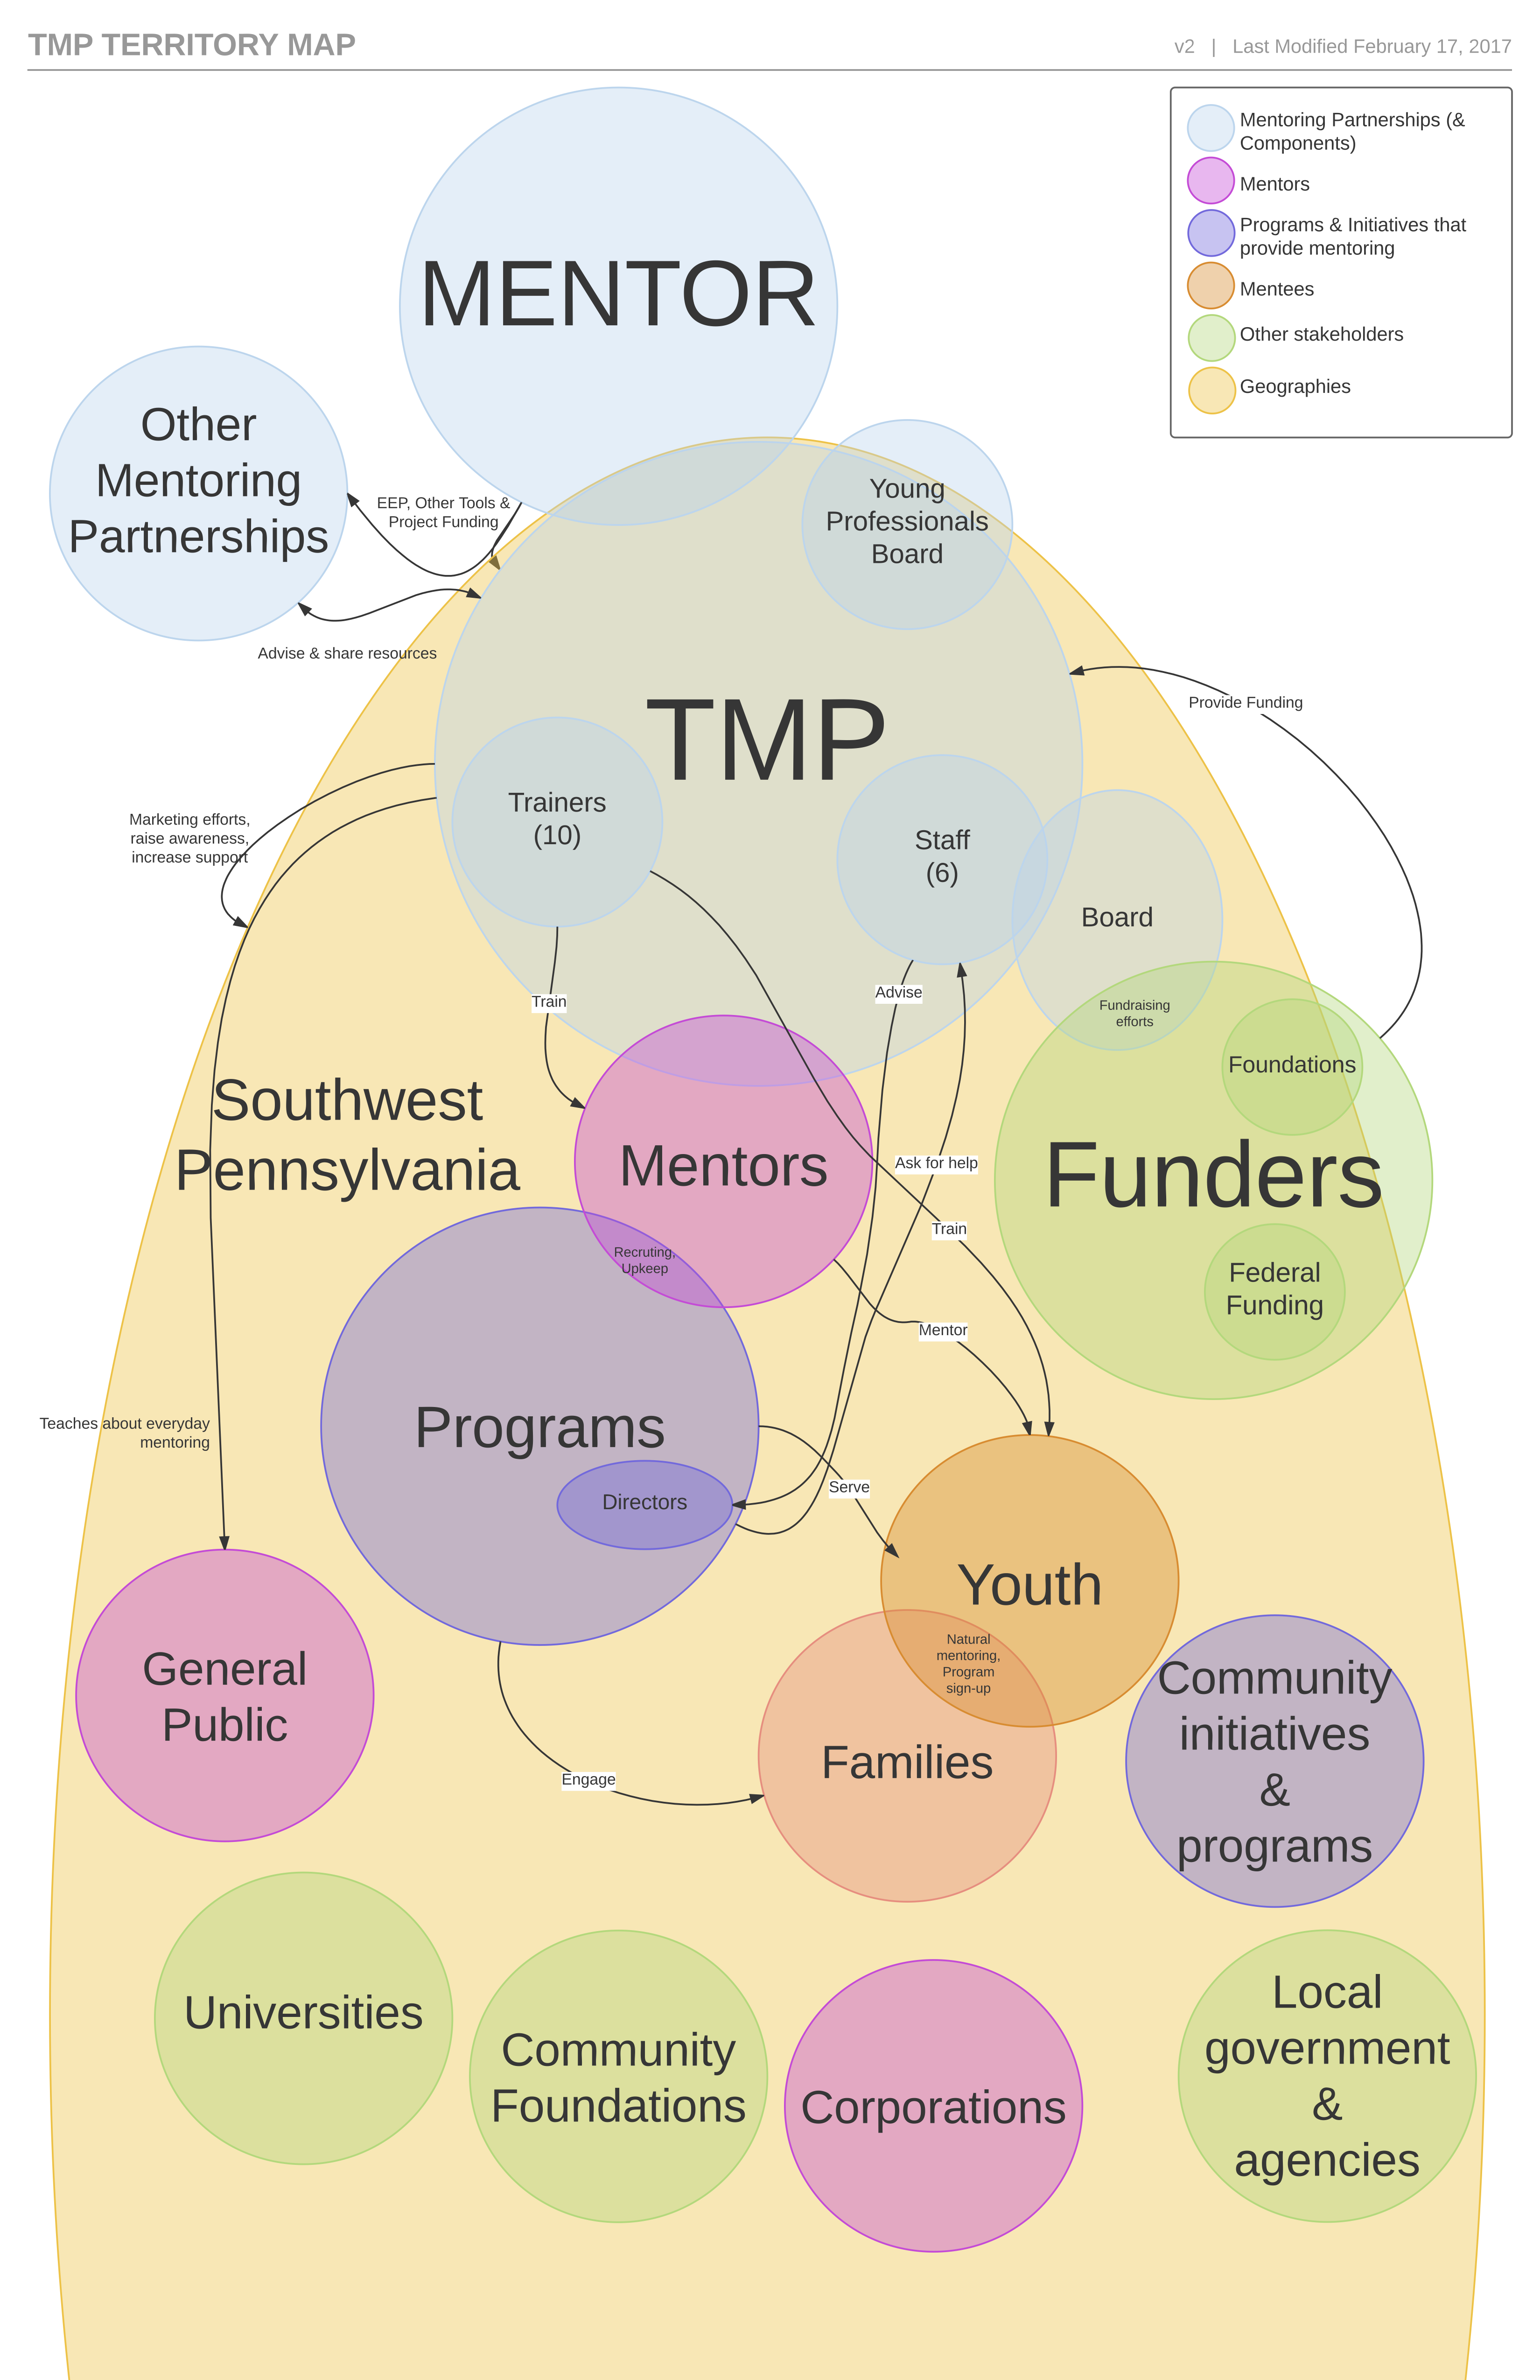 TMP TERRITORY MAP
v2 | Last Modified February 17, 2017
Mentoring Partnerships (&
Components)
Mentors
Programs & Initiatives that
provide mentoring
Mentees
Other stakeholders
Geographies
MENTOR
Other
Mentoring
Partnerships
EEP, Other Tools &
Project Funding
Young
Professionals
Board
Advise & share resources
TMP
Provide Funding
Trainers
(10)
Marketing efforts,
raise awareness,
increase support
Staff
(6)
Board
Advise
Train
Fundraising
efforts
Foundations
Southwest
Pennsylvania
Mentors
Ask for help
Funders
Train
Recruting,
Upkeep
Federal
Funding
Mentor
Programs
Teaches about everyday
mentoring
Serve
Directors
Youth
General
Public
Natural
mentoring,
Program
sign-up
Community
initiatives
&
programs
Families
Engage
Universities
Community
Foundations
Corporations
Local
government
&
agencies